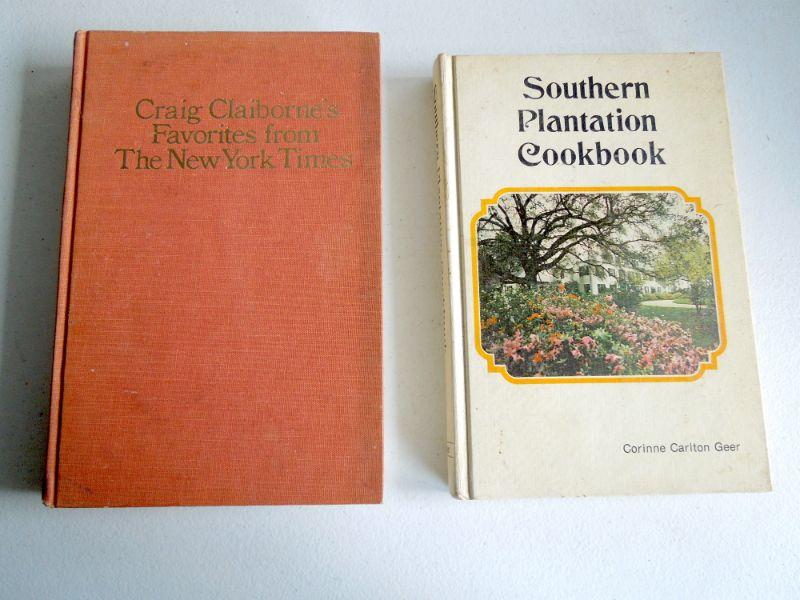 Craig Claiborne's
Favorites from
The New York Times
Southern
Plantation
Cookbook
Corinne Carlton Geer